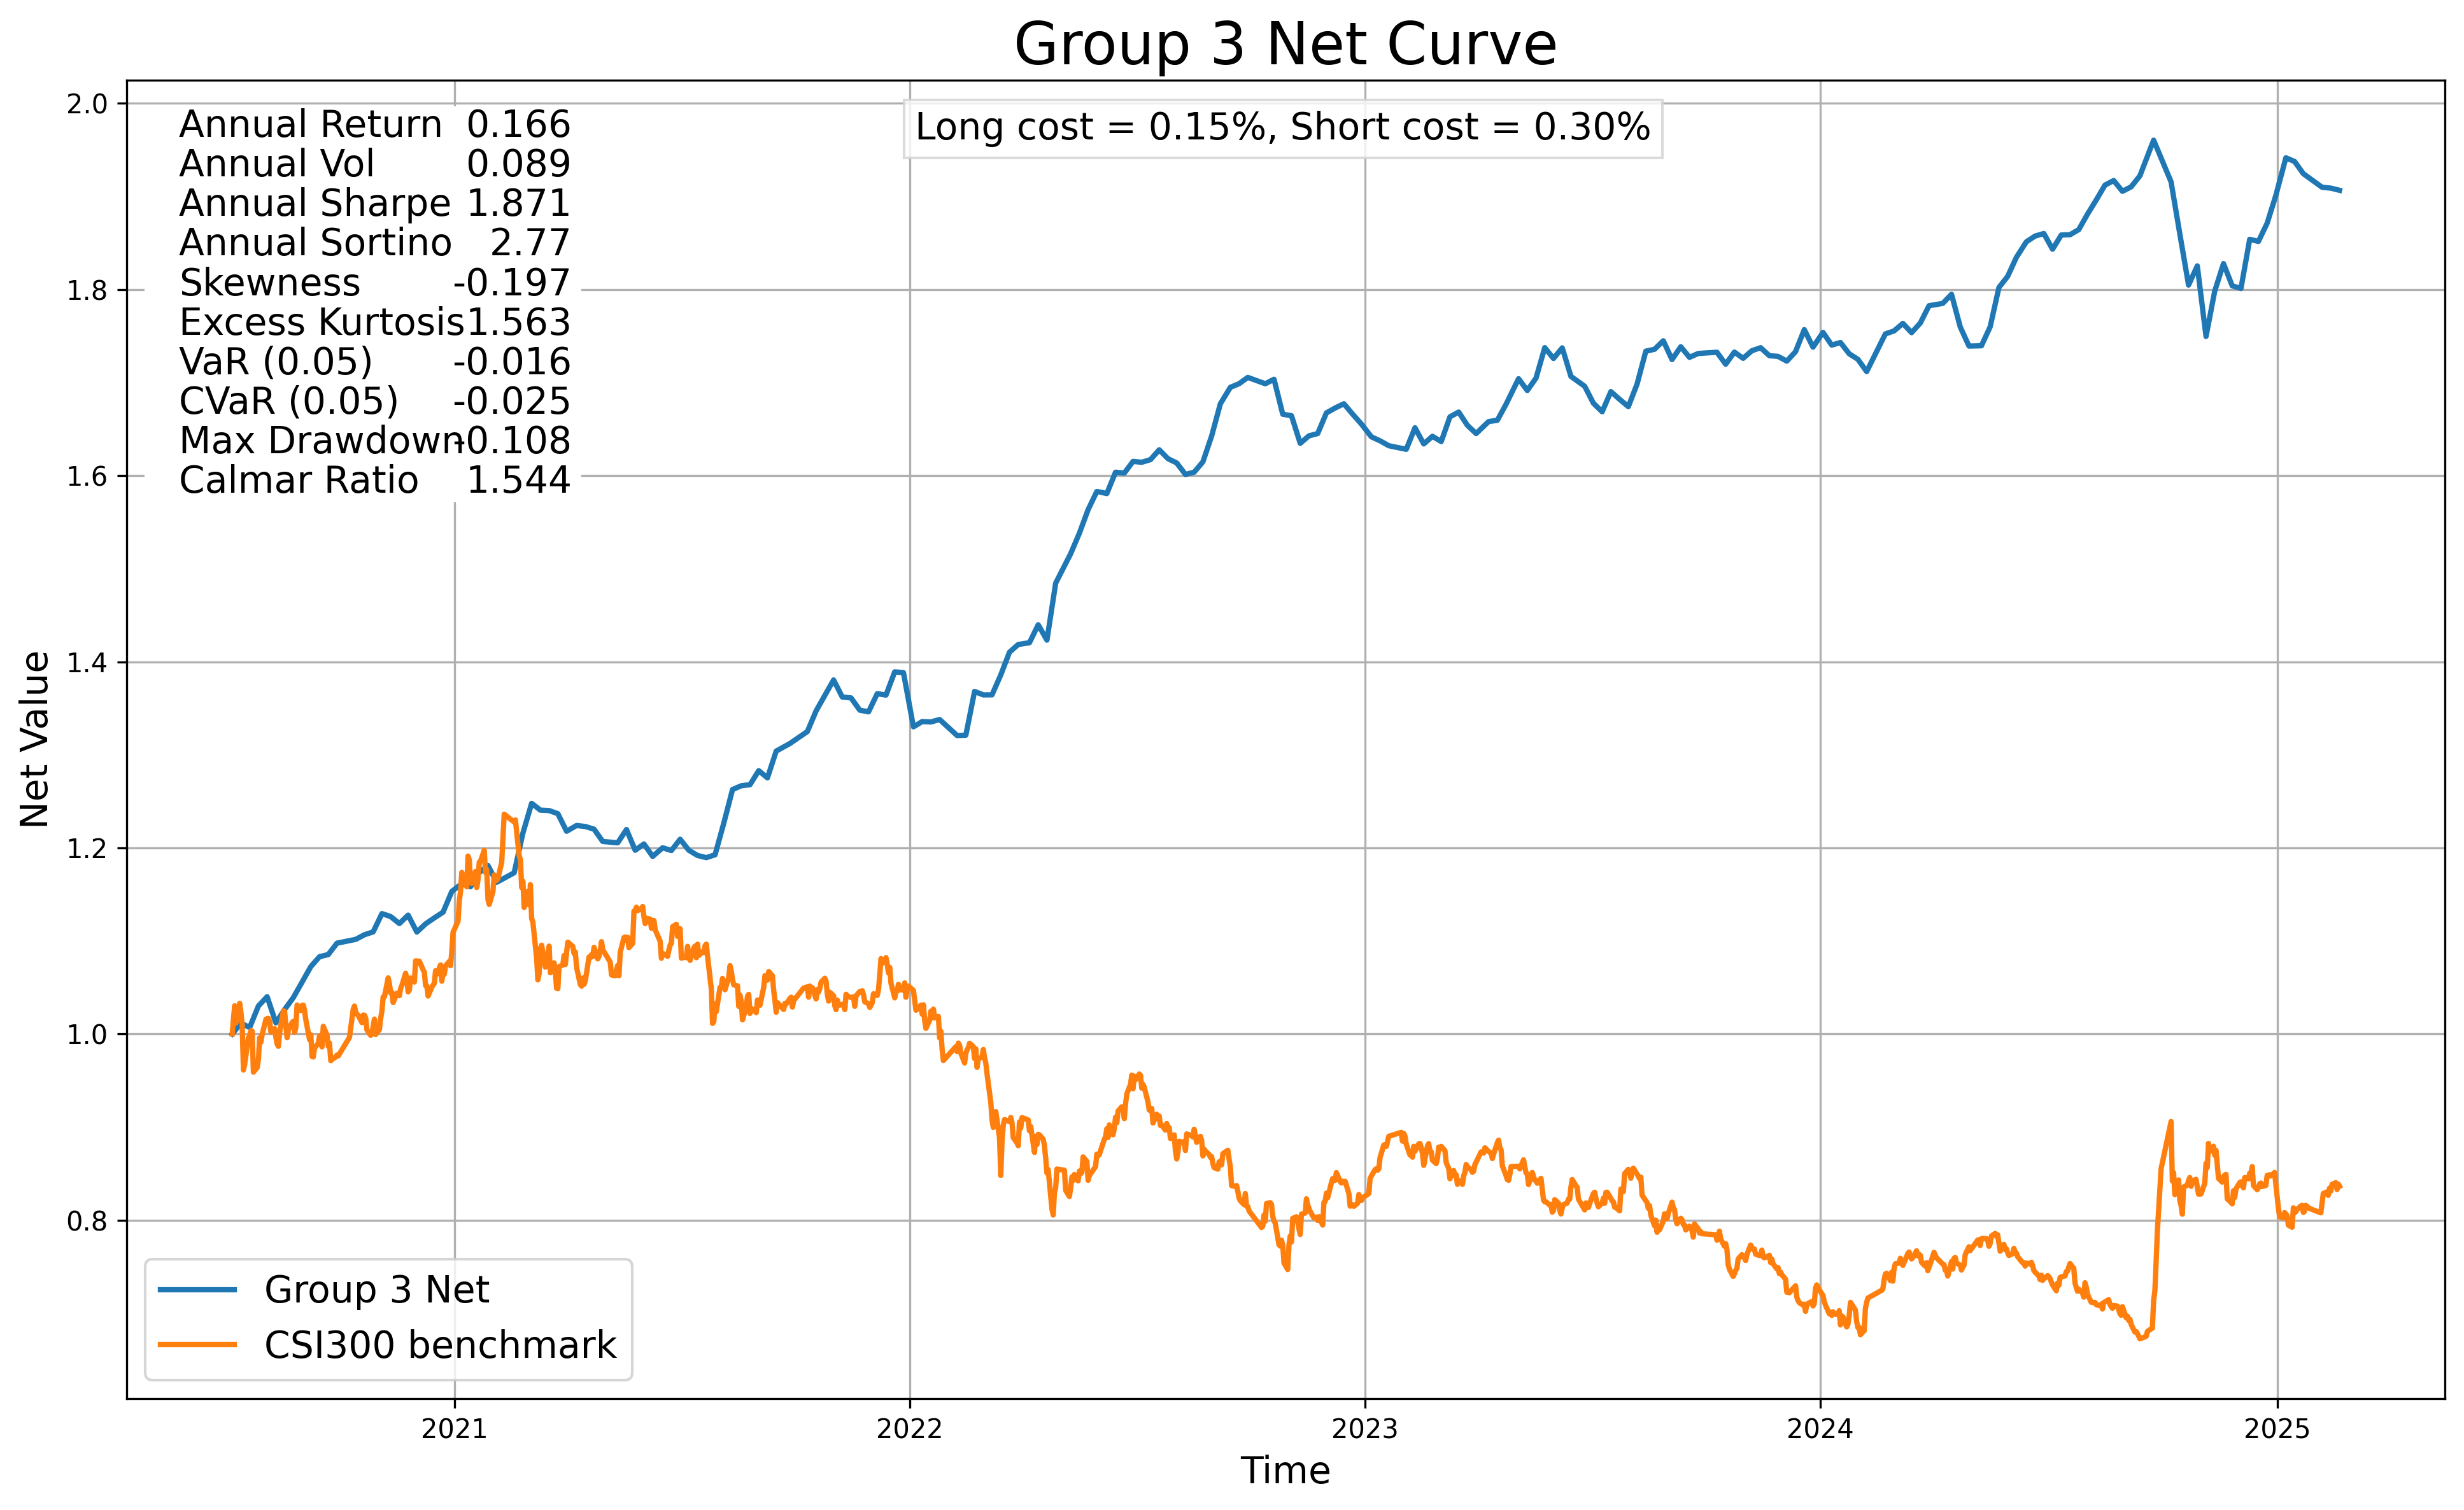 Group 3 Net Curve
Long cost = 0.15%, Short cost = 0.30%
Annual Return 0.166
Annual Vol 0.089
Annual Sharpe 1.871
Annual Sortino 2.77
Skewness -0.197
Excess Kurtosis 1.563
VaR (0.05) -0.016
CVaR (0.05) -0.025
Max Drawdown -0.108
Calmar Ratio 1.544
Net Value
2.0
1.8
1.6
1.4
1.2
1.0
0.8
Group 3 Net
CSI300 benchmark
2021 2022 2023 2024 2025
Time